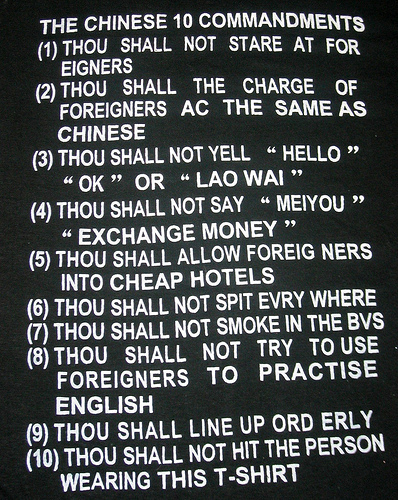 THE CHINESE 10 COMMANDMENTS
(1) THOU SHALL NOT STARE AT FOR
EIGNERS
(2) THOU SHALL THE CHARGE OF
FOREIGNERS AC THE SAME AS
CHINESE
(3) THOU SHALL NOT YELL “ HELLO ”
“ OK ” OR “ LAO WAI ”
(4) THOU SHALL NOT SAY “ MEIYOU ”
“ EXCHANGE MONEY ”
(5) THOU SHALL ALLOW FOREIG NERS
INTO CHEAP HOTELS
(6) THOU SHALL NOT SPIT EVRY WHERE
(7) THOU SHALL NOT SMOKE IN THE BVS
(8) THOU SHALL NOT TRY TO USE
FOREIGNERS TO PRACTISE
ENGLISH
(9) THOU SHALL LINE UP ORD ERLY
(10) THOU SHALL NOT HIT THE PERSON
WEARING THIS T-SHIRT